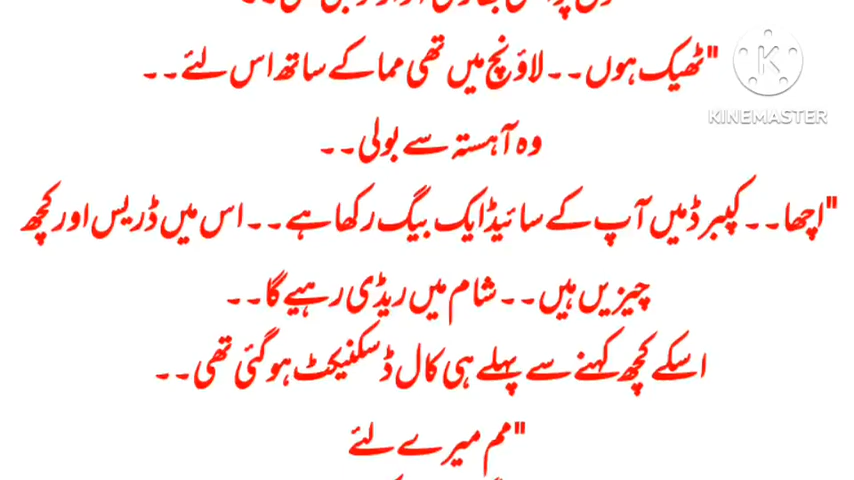 "ٹھیک ہوں۔۔لاؤنج میں تھی مما کے ساتھ اس لئے۔۔
K
KINEMASTER
وہ آہستہ سے بولی۔۔
"اچھا۔۔کپبرڈ میں آپ کے سائیڈ ایک بیگ رکھا ہے۔۔اس میں ڈریس اور کچھ
چیزیں ہیں۔۔شام میں ریڈی رہیے گا۔۔
اسکے کچھ کہنے سے پہلے ہی کال ڈسکنیکٹ ہو گئی تھی۔۔
"مم میرے لئے